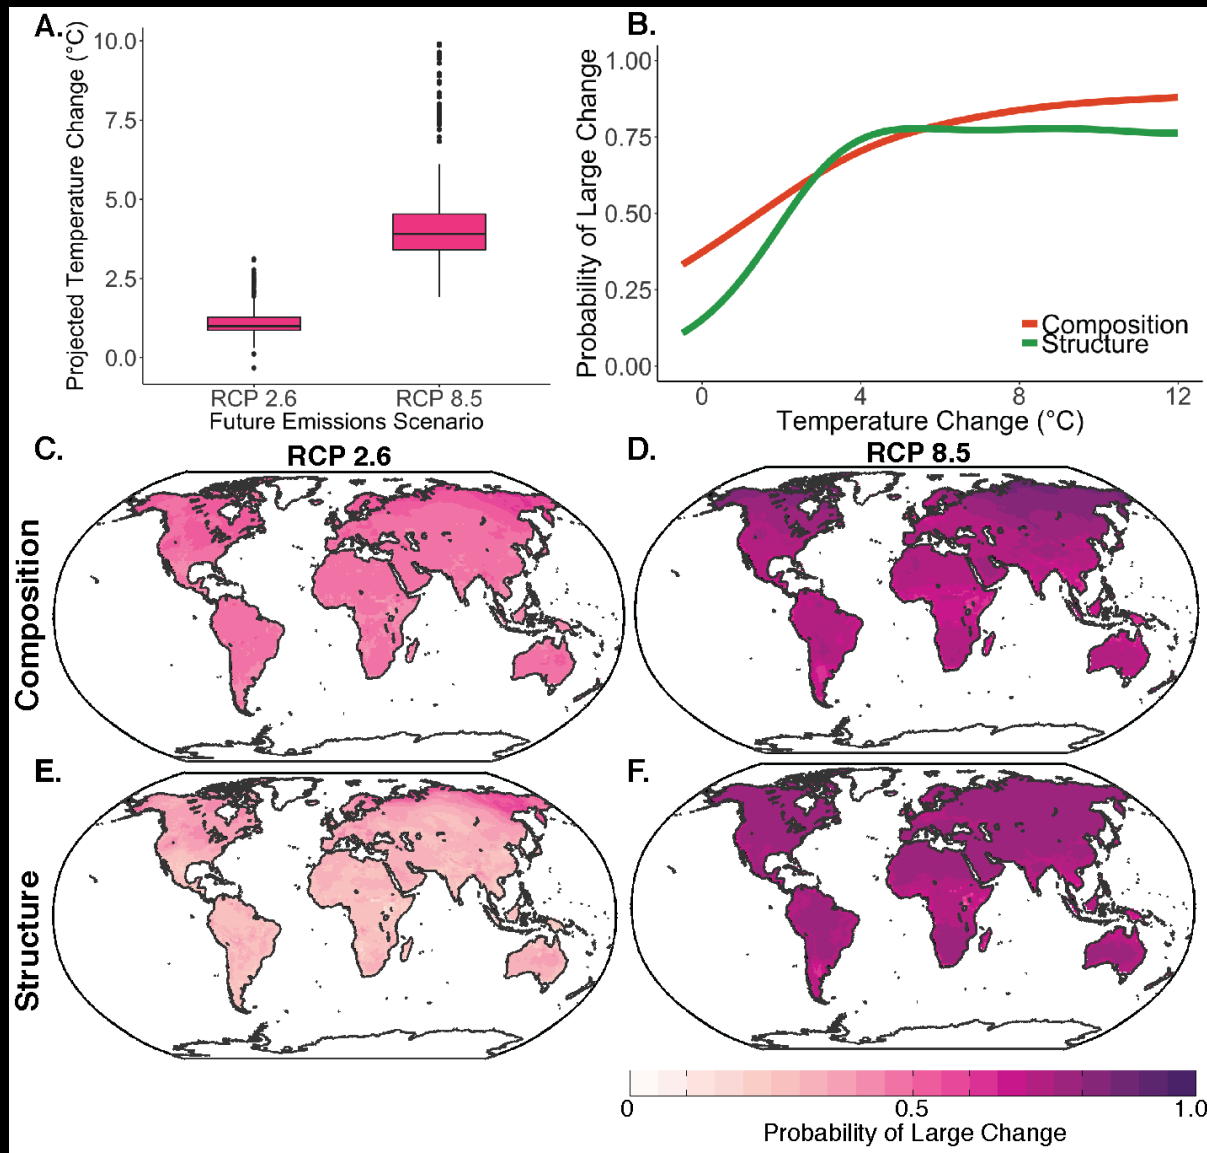 A.
Projected Temperature Change (°C)
10.0
7.5
5.0
2.5
0.0
RCP 2.6
RCP 8.5
Future Emissions Scenario
B.
Probability of Large Change
1.00
0.75
0.50
0.25
0.00
Composition
Structure
0
4
8
12
Temperature Change (°C)
C.
RCP 2.6
D.
RCP 8.5
Composition
E.
F.
Structure
0
0.5
1.0
Probability of Large Change